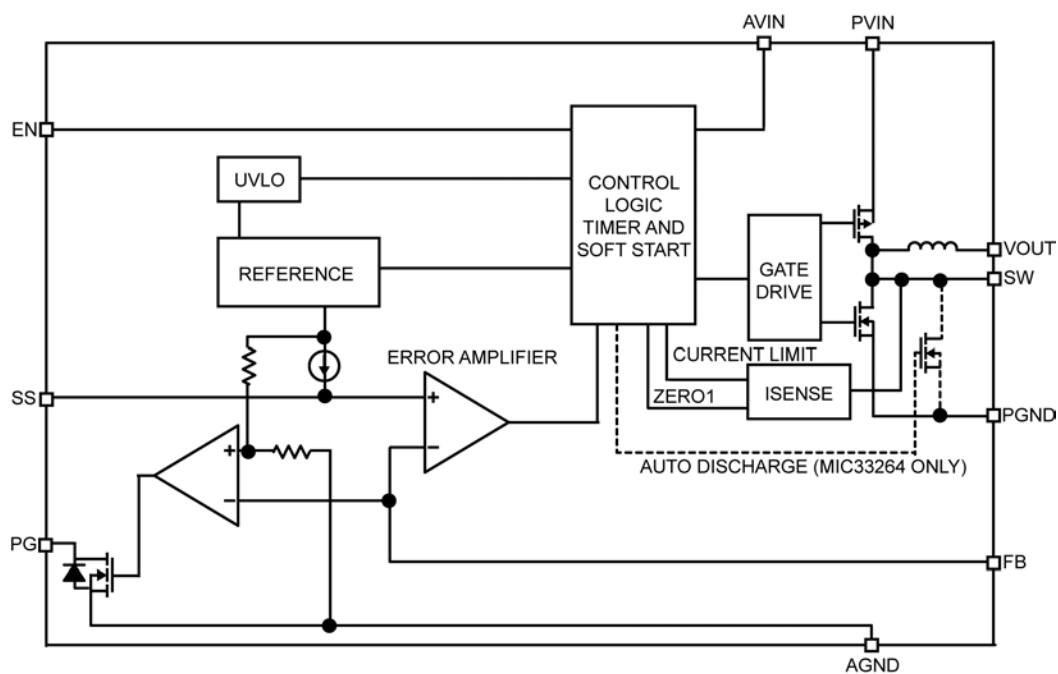 AVIN
PVIN
EN
UVLO
CONTROL
LOGIC
TIMER AND
SOFT START
REFERENCE
GATE
DRIVE
VOUT
SW
ERROR AMPLIFIER
CURRENT LIMIT
SS
+
ZERO1
ISENSE
PGND
−
+
AUTO DISCHARGE (MIC33264 ONLY)
−
PG
FB
AGND